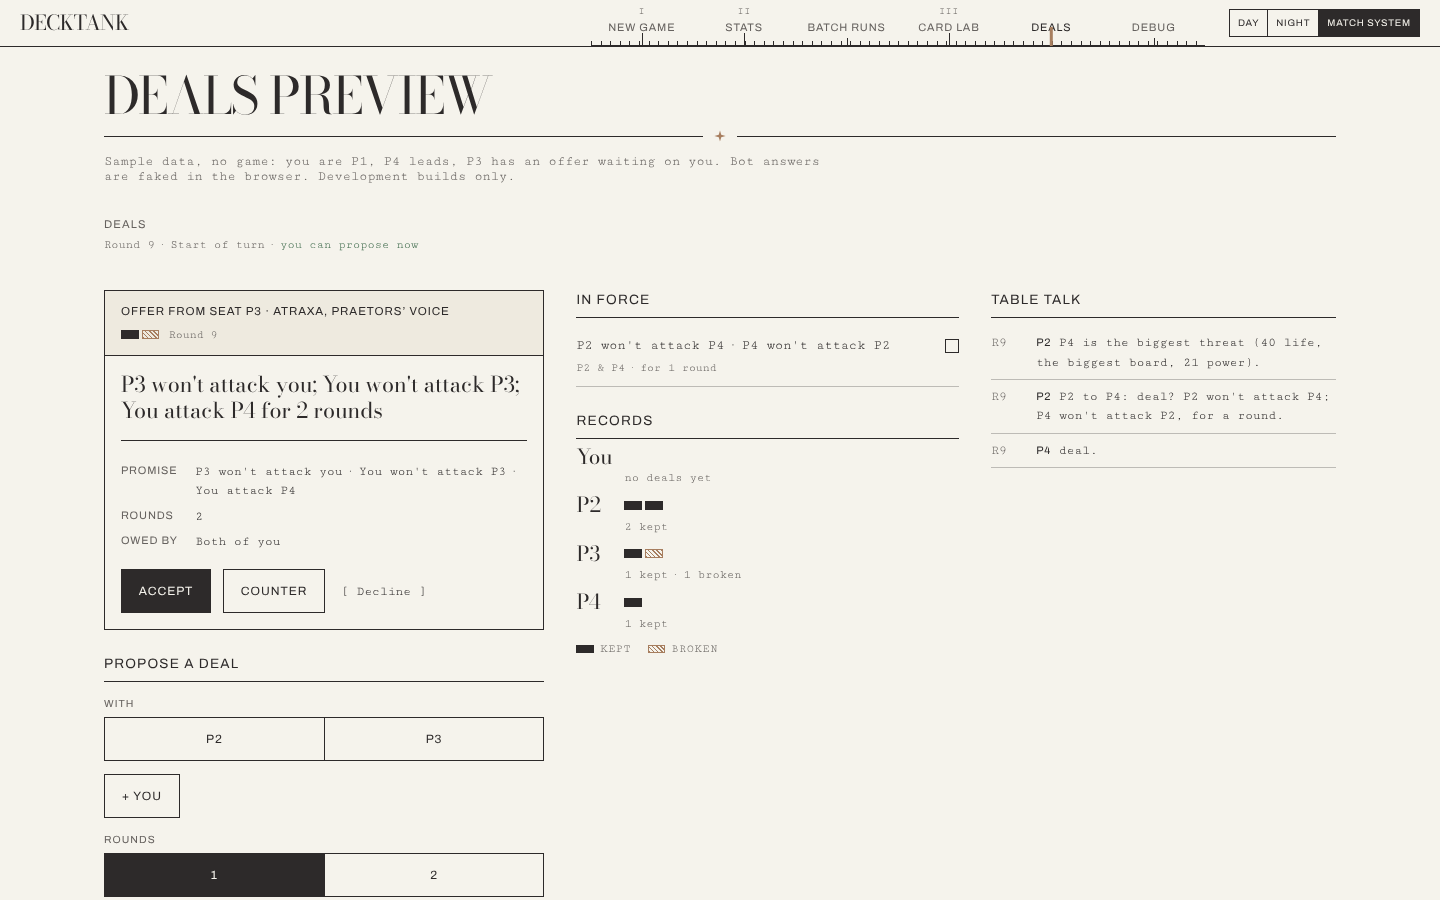 DECKTANK
I
NEW GAME
II
STATS
BATCH RUNS
III
CARD LAB
DEALS
DEBUG
DAY
NIGHT
MATCH SYSTEM
DEALS PREVIEW
Sample data, no game: you are P1, P4 leads, P3 has an offer waiting on you. Bot answers
are faked in the browser. Development builds only.
DEALS
Round 9 · Start of turn · you can propose now
OFFER FROM SEAT P3 · ATRAXA, PRAETORS’ VOICE
Round 9
P3 won't attack you; You won't attack P3;
You attack P4 for 2 rounds
PROMISE
P3 won't attack you · You won't attack P3 ·
You attack P4
ROUNDS
2
OWED BY
Both of you
ACCEPT
COUNTER
[ Decline ]
PROPOSE A DEAL
WITH
P2
P3
+ YOU
ROUNDS
1
2
IN FORCE
P2 won't attack P4 · P4 won't attack P2
P2 & P4 · for 1 round
RECORDS
You
no deals yet
P2
2 kept
P3
1 kept · 1 broken
P4
1 kept
KEPT
BROKEN
TABLE TALK
R9
P2 P4 is the biggest threat (40 life,
the biggest board, 21 power).
R9
P2 P2 to P4: deal? P2 won't attack P4;
P4 won't attack P2, for a round.
R9
P4 deal.